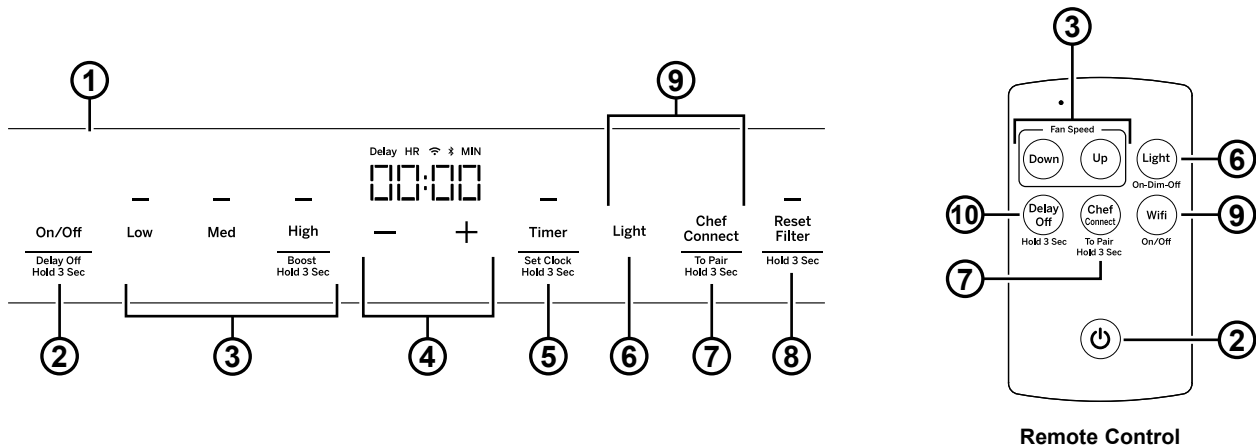 1
9
Delay HR MIN
00:00
On/Off
Delay Off
Hold 3 Sec
Low
Med
High
Boost
Hold 3 Sec
− +
Timer
Set Clock
Hold 3 Sec
Light
Chef
Connect
To Pair
Hold 3 Sec
Reset
Filter
Hold 3 Sec
2
3
4
5
6
7
8
3
Fan Speed
Down
Up
Light
On-Dim-Off
6
10
Delay
Off
Hold 3 Sec
Chef
Connect
To Pair
Hold 3 Sec
Wifi
On/Off
9
7
2
Remote Control